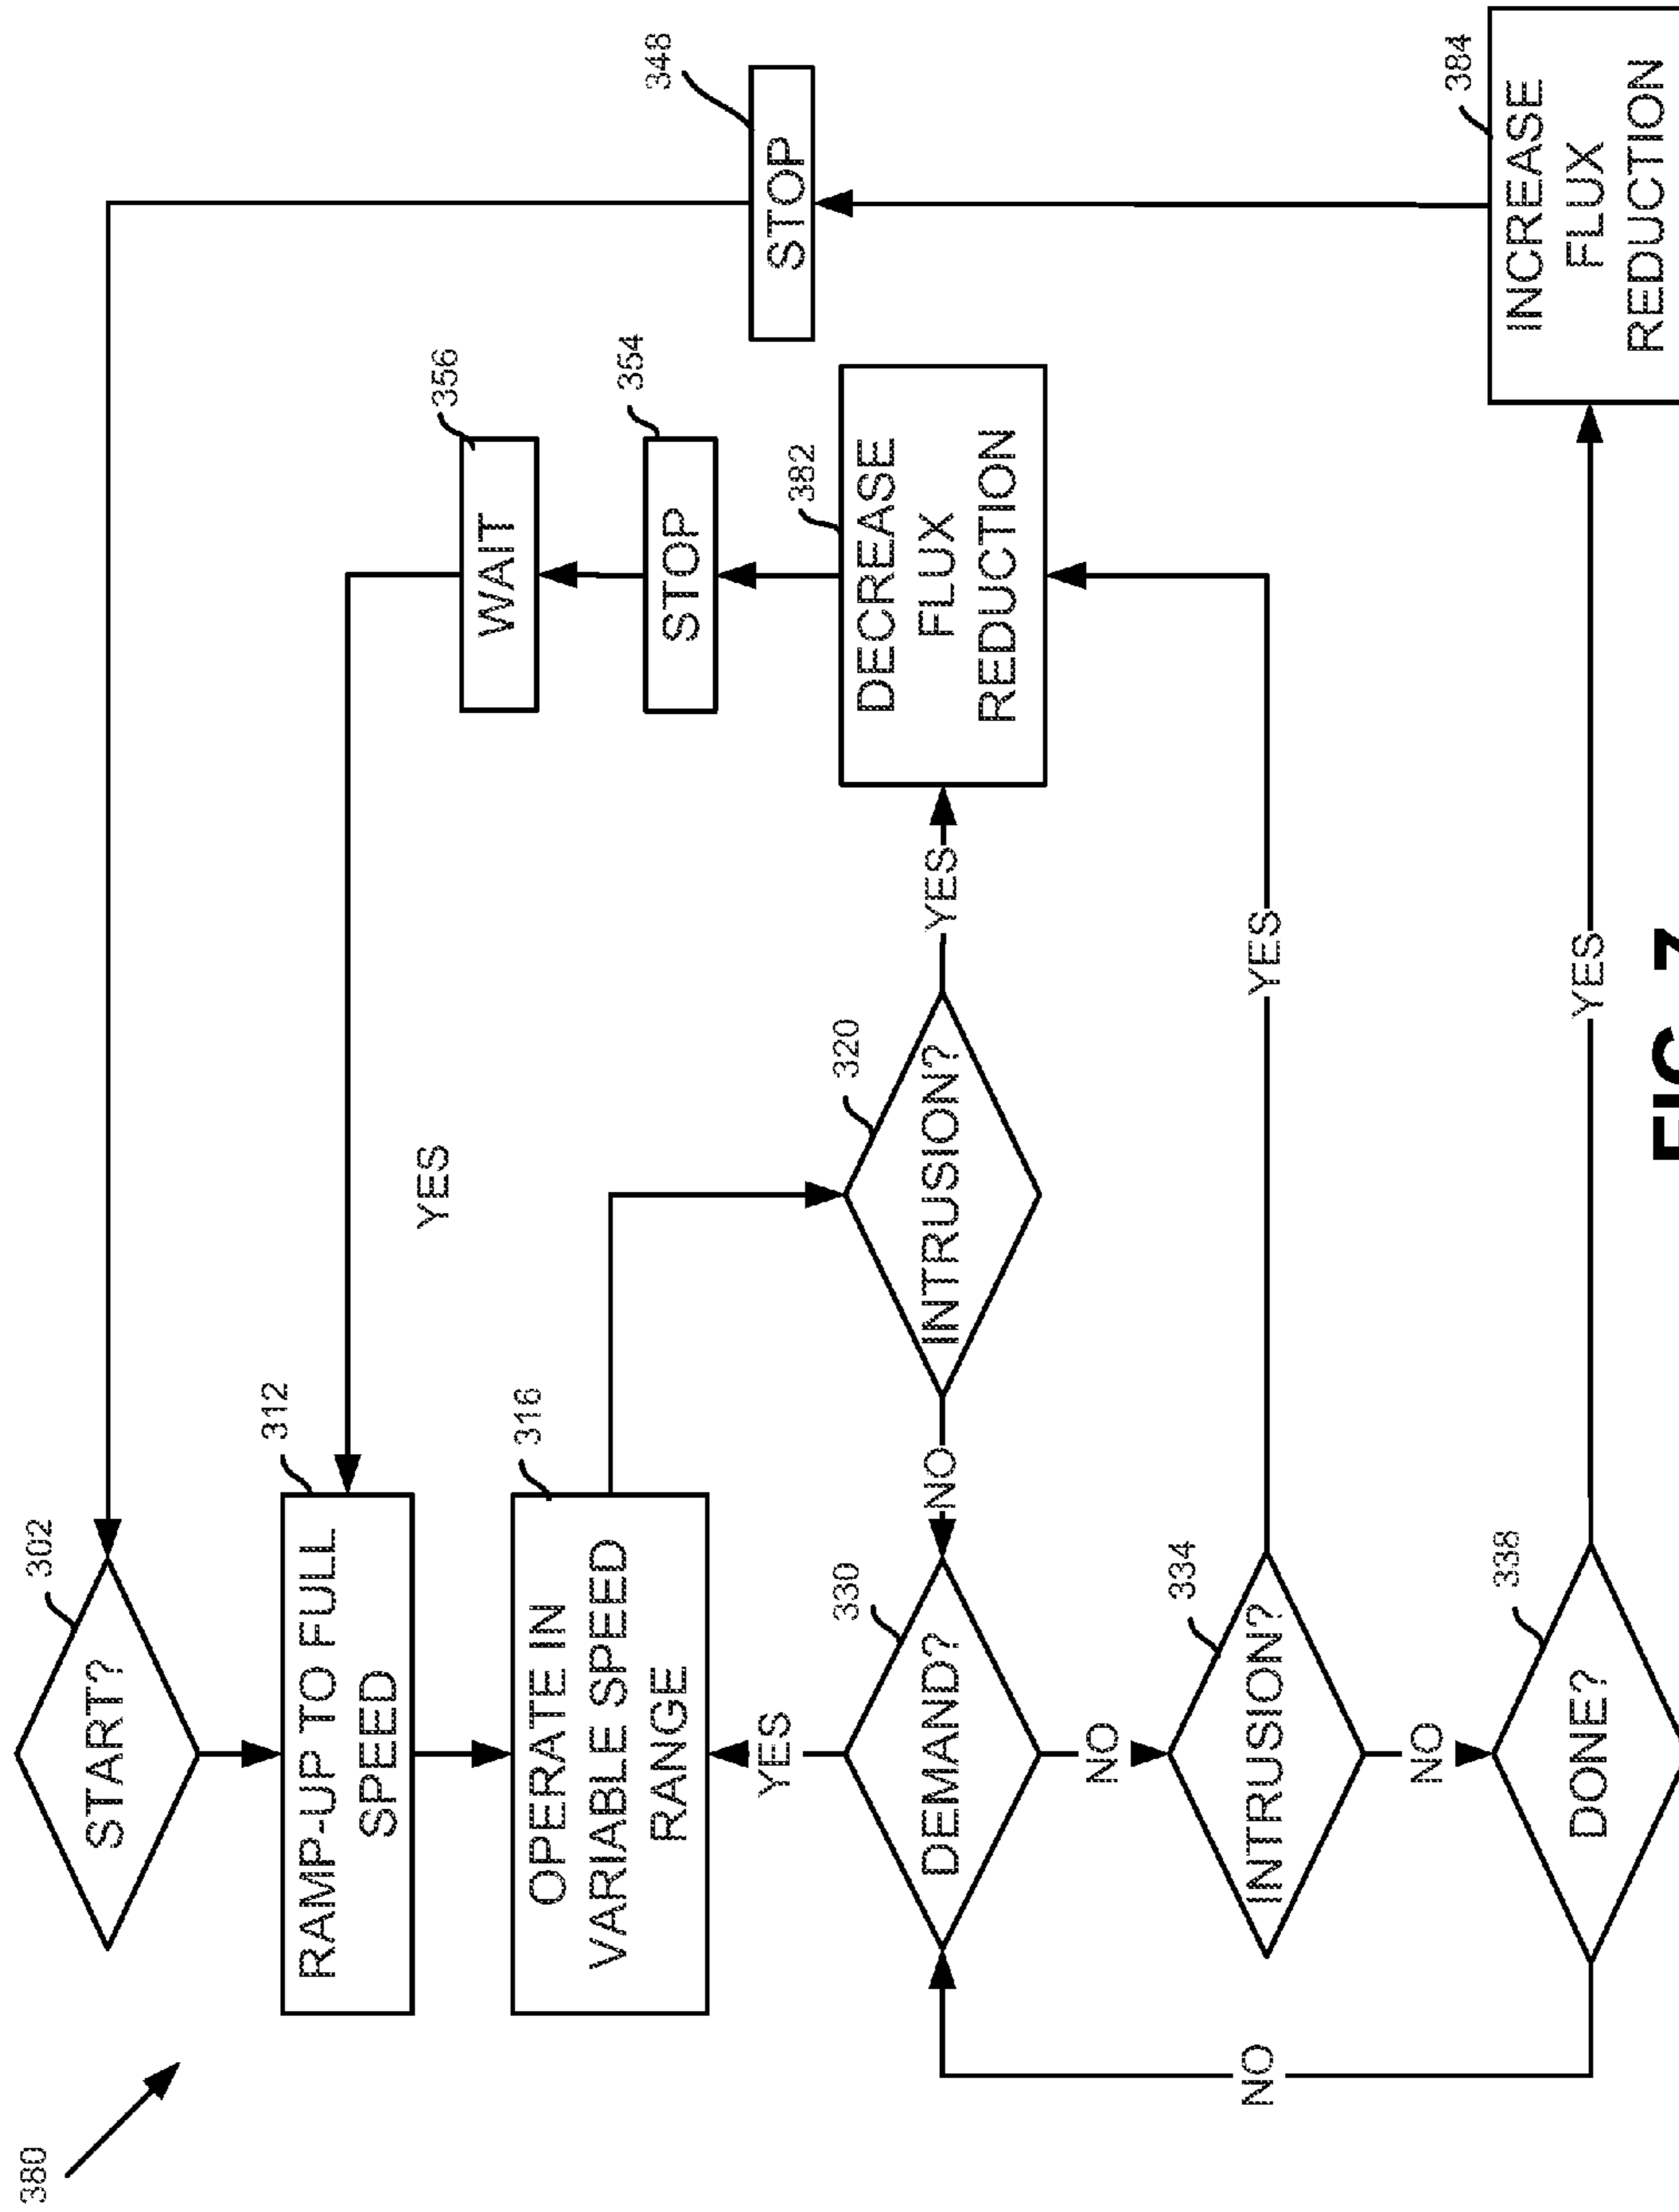 380
START?
302
RAMP-UP TO FULL
SPEED
312
YES
OPERATE IN
VARIABLE SPEED
RANGE
316
WAIT
356
STOP
354
STOP
348
YES
DEMAND?
330
NO
INTRUSION?
320
YES
DECREASE
FLUX
REDUCTION
382
NO
INTRUSION?
334
YES
NO
NO
DONE?
338
YES
INCREASE
FLUX
REDUCTION
384